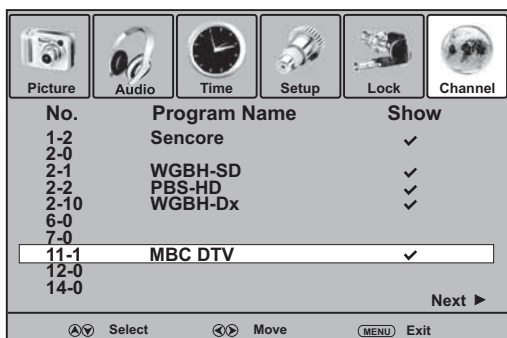 Picture Audio Time Setup Lock Channel
No. Program Name Show
1-2 Sencore ✓
2-0
2-1 WGBH-SD ✓
2-2 PBS-HD ✓
2-10 WGBH-Dx ✓
6-0
7-0
11-1 MBC DTV ✓
12-0
14-0
Next ►
Select Move MENU Exit